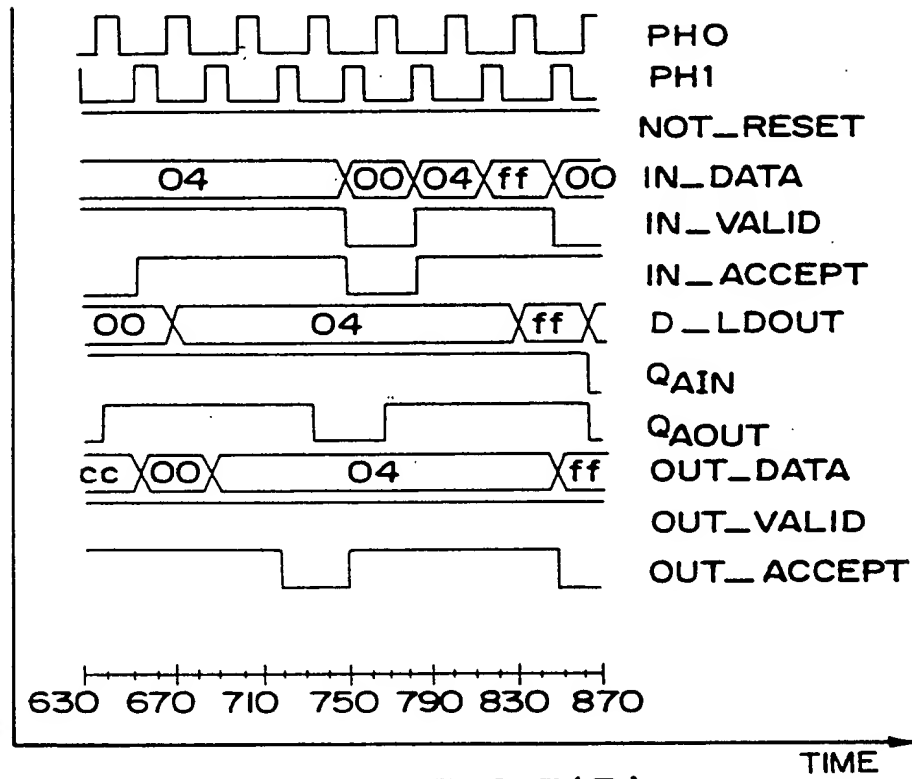 PH0
PH1
NOT_RESET
04 00 04 ff 00 IN_DATA
IN_VALID
IN_ACCEPT
00 04 ff D_LDOUT
QAIN
QAOUT
cc 00 04 ff OUT_DATA
OUT_VALID
OUT_ACCEPT
630 670 710 750 790 830 870
TIME